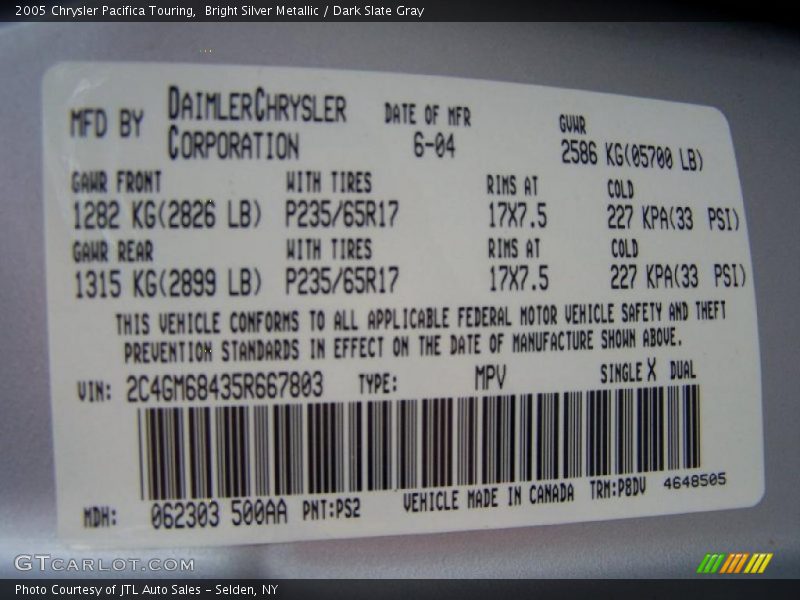 2005 Chrysler Pacifica Touring, Bright Silver Metallic / Dark Slate Gray
MFD BY DAIMLERCHRYSLER CORPORATION DATE OF MFR 6-04 GVWR 2586 KG(05700 LB)
GAWR FRONT WITH TIRES RIMS AT COLD
1282 KG(2826 LB) P235/65R17 17X7.5 227 KPA(33 PSI)
GAWR REAR WITH TIRES RIMS AT COLD
1315 KG(2899 LB) P235/65R17 17X7.5 227 KPA(33 PSI)
THIS VEHICLE CONFORMS TO ALL APPLICABLE FEDERAL MOTOR VEHICLE SAFETY AND THEFT
PREVENTION STANDARDS IN EFFECT ON THE DATE OF MANUFACTURE SHOWN ABOVE.
VIN: 2C4GM68435R667803 TYPE: MPV SINGLE X DUAL
MDH: 062303 500AA PNT:PS2 VEHICLE MADE IN CANADA TRM:P8DV 4648505
GTCARLOT.COM
Photo Courtesy of JTL Auto Sales - Selden, NY